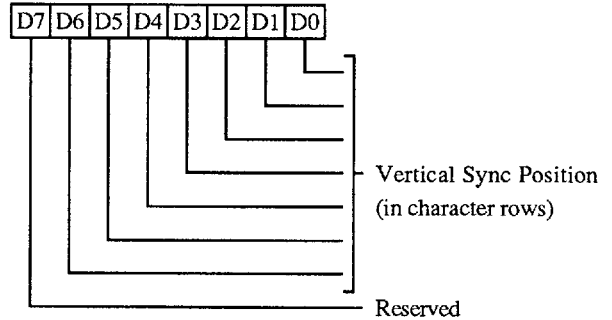 D7 D6 D5 D4 D3 D2 D1 D0
Vertical Sync Position
(in character rows)
Reserved